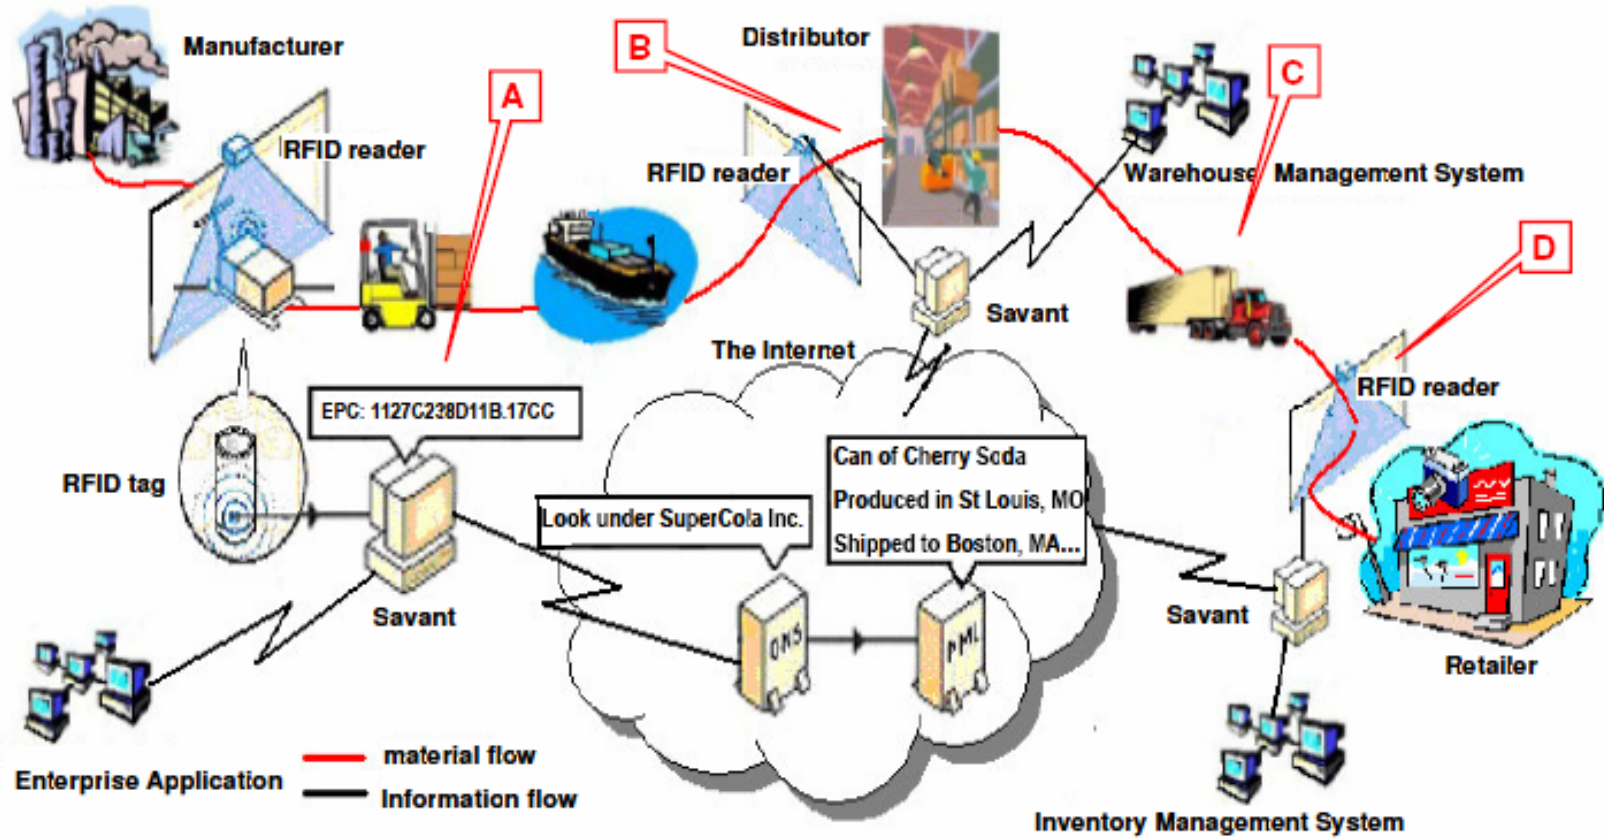 Manufacturer
B
Distributor
A
C
RFID reader
RFID reader
Warehouse Management System
D
Savant
The Internet
RFID reader
EPC: 1127C238D11B.17CC
Can of Cherry Soda
Produced in St Louis, MO
Shipped to Boston, MA...
RFID tag
Look under SuperCola Inc.
Savant
Savant
ONS
PML
Retailer
material flow
Enterprise Application
Information flow
Inventory Management System